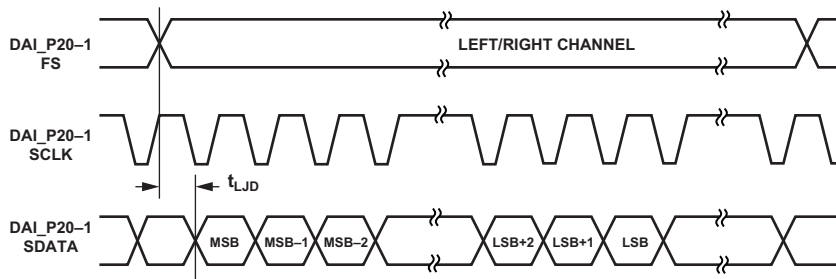 DAI_P20–1
FS
LEFT/RIGHT CHANNEL
DAI_P20–1
SCLK
tLJD
DAI_P20–1
SDATA
MSB
MSB–1
MSB–2
LSB+2
LSB+1
LSB